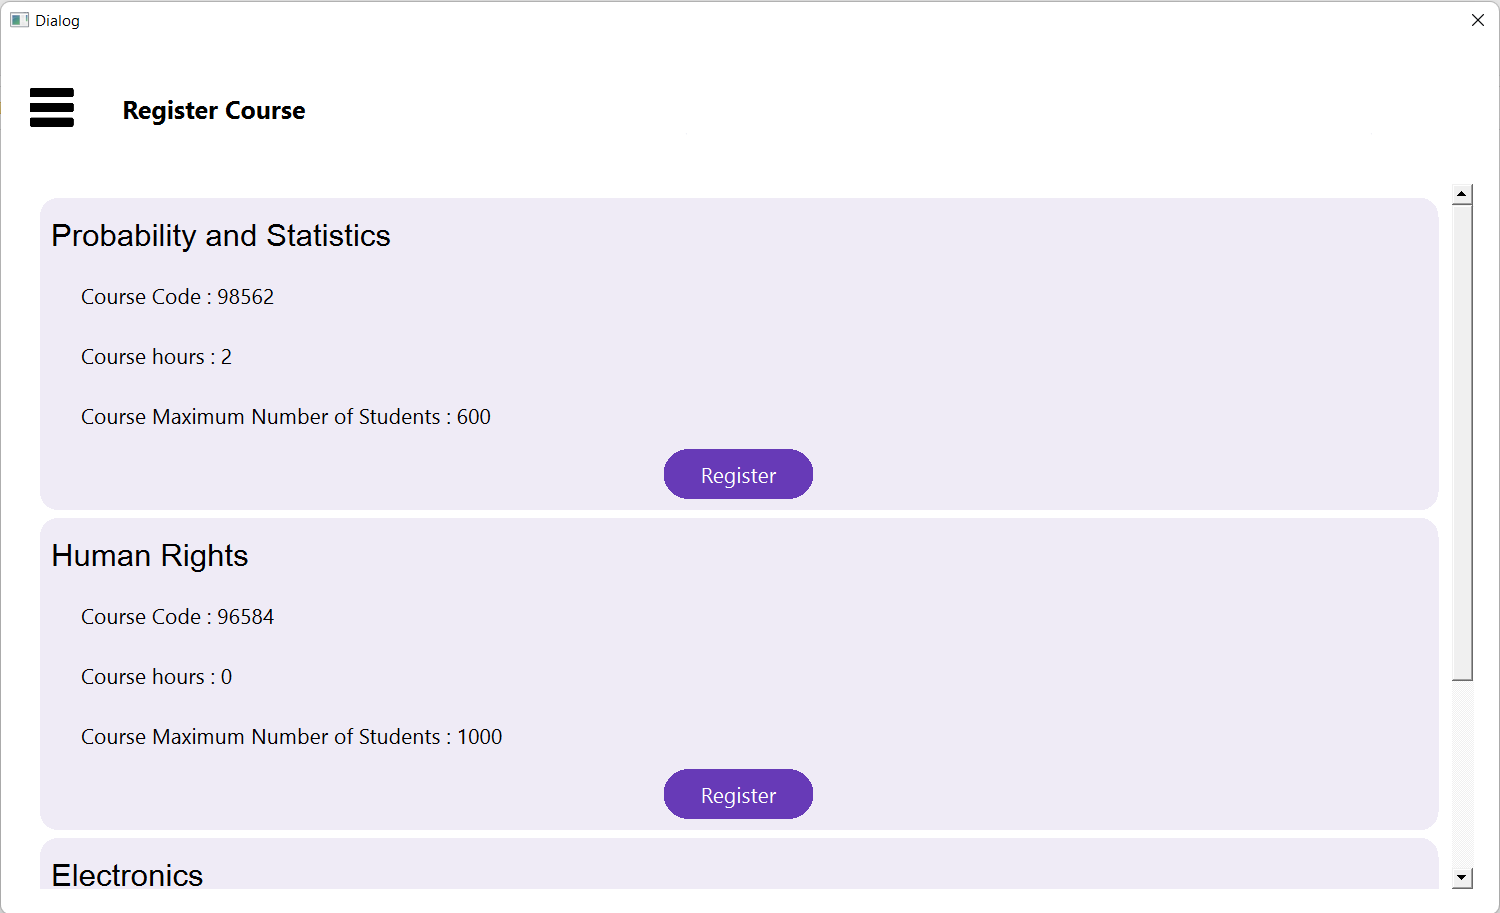 Dialog
Register Course
Probability and Statistics
Course Code : 98562
Course hours : 2
Course Maximum Number of Students : 600
Register
Human Rights
Course Code : 96584
Course hours : 0
Course Maximum Number of Students : 1000
Register
Electronics